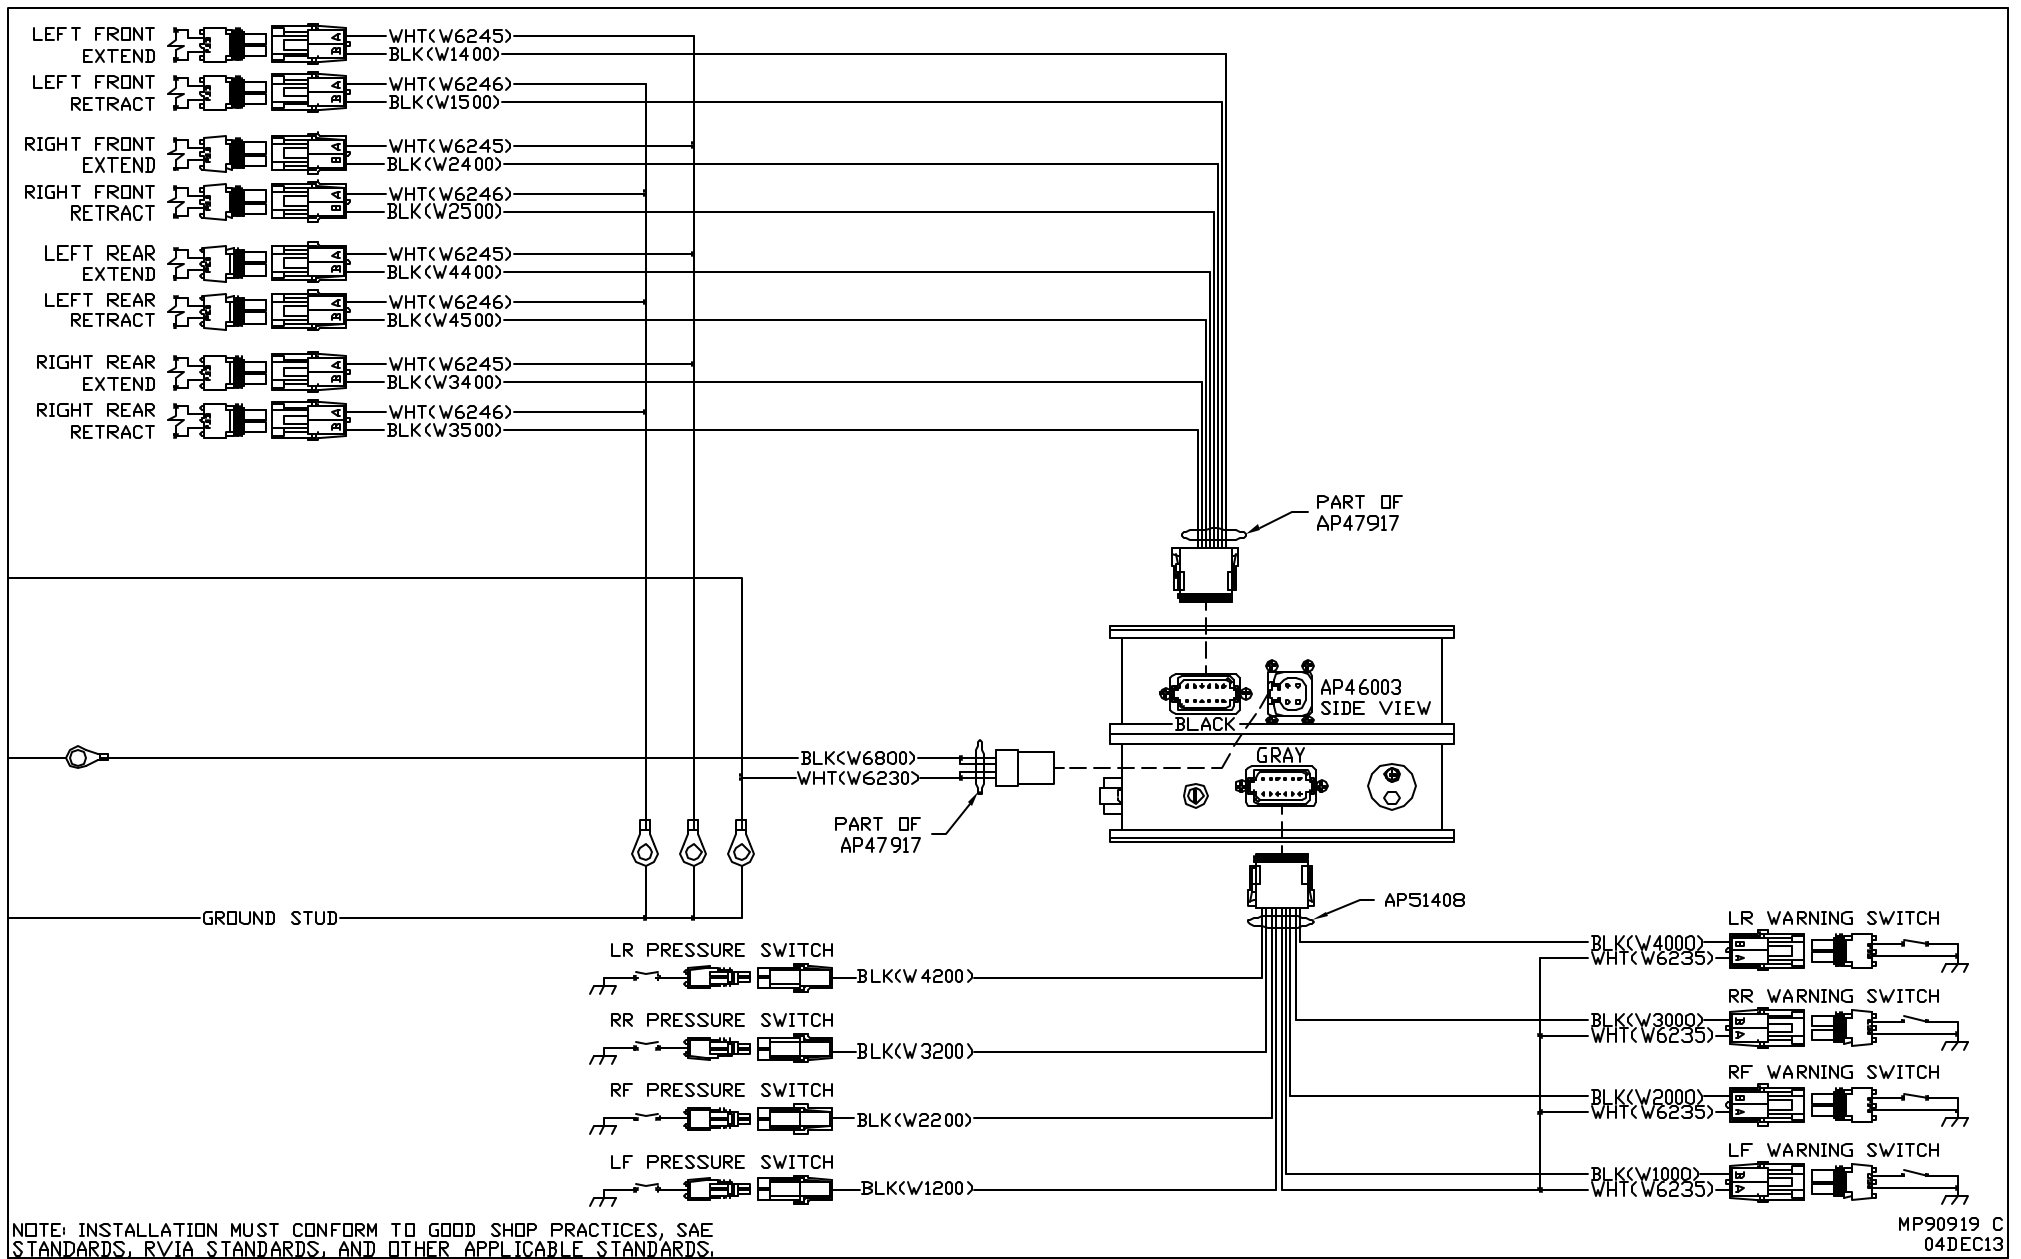 LEFT FRONT
EXTEND
A
B
WHT(W6245)
BLK(W1400)
LEFT FRONT
RETRACT
A
B
WHT(W6246)
BLK(W1500)
RIGHT FRONT
EXTEND
A
B
WHT(W6245)
BLK(W2400)
RIGHT FRONT
RETRACT
A
B
WHT(W6246)
BLK(W2500)
LEFT REAR
EXTEND
A
B
WHT(W6245)
BLK(W4400)
LEFT REAR
RETRACT
A
B
WHT(W6246)
BLK(W4500)
RIGHT REAR
EXTEND
A
B
WHT(W6245)
BLK(W3400)
RIGHT REAR
RETRACT
A
B
WHT(W6246)
BLK(W3500)
PART OF
AP47917
AP46003
SIDE VIEW
BLACK
GRAY
BLK(W6800)
WHT(W6230)
PART OF
AP47917
GROUND STUD
AP51408
LR PRESSURE SWITCH
BLK(W4200)
RR PRESSURE SWITCH
BLK(W3200)
RF PRESSURE SWITCH
BLK(W2200)
LF PRESSURE SWITCH
BLK(W1200)
LR WARNING SWITCH
BLK(W4000)
WHT(W6235)
B
A
RR WARNING SWITCH
BLK(W3000)
WHT(W6235)
B
A
RF WARNING SWITCH
BLK(W2000)
WHT(W6235)
B
A
LF WARNING SWITCH
BLK(W1000)
WHT(W6235)
B
A
NOTE: INSTALLATION MUST CONFORM TO GOOD SHOP PRACTICES, SAE
STANDARDS, RVIA STANDARDS, AND OTHER APPLICABLE STANDARDS.
MP90919 C
04DEC13